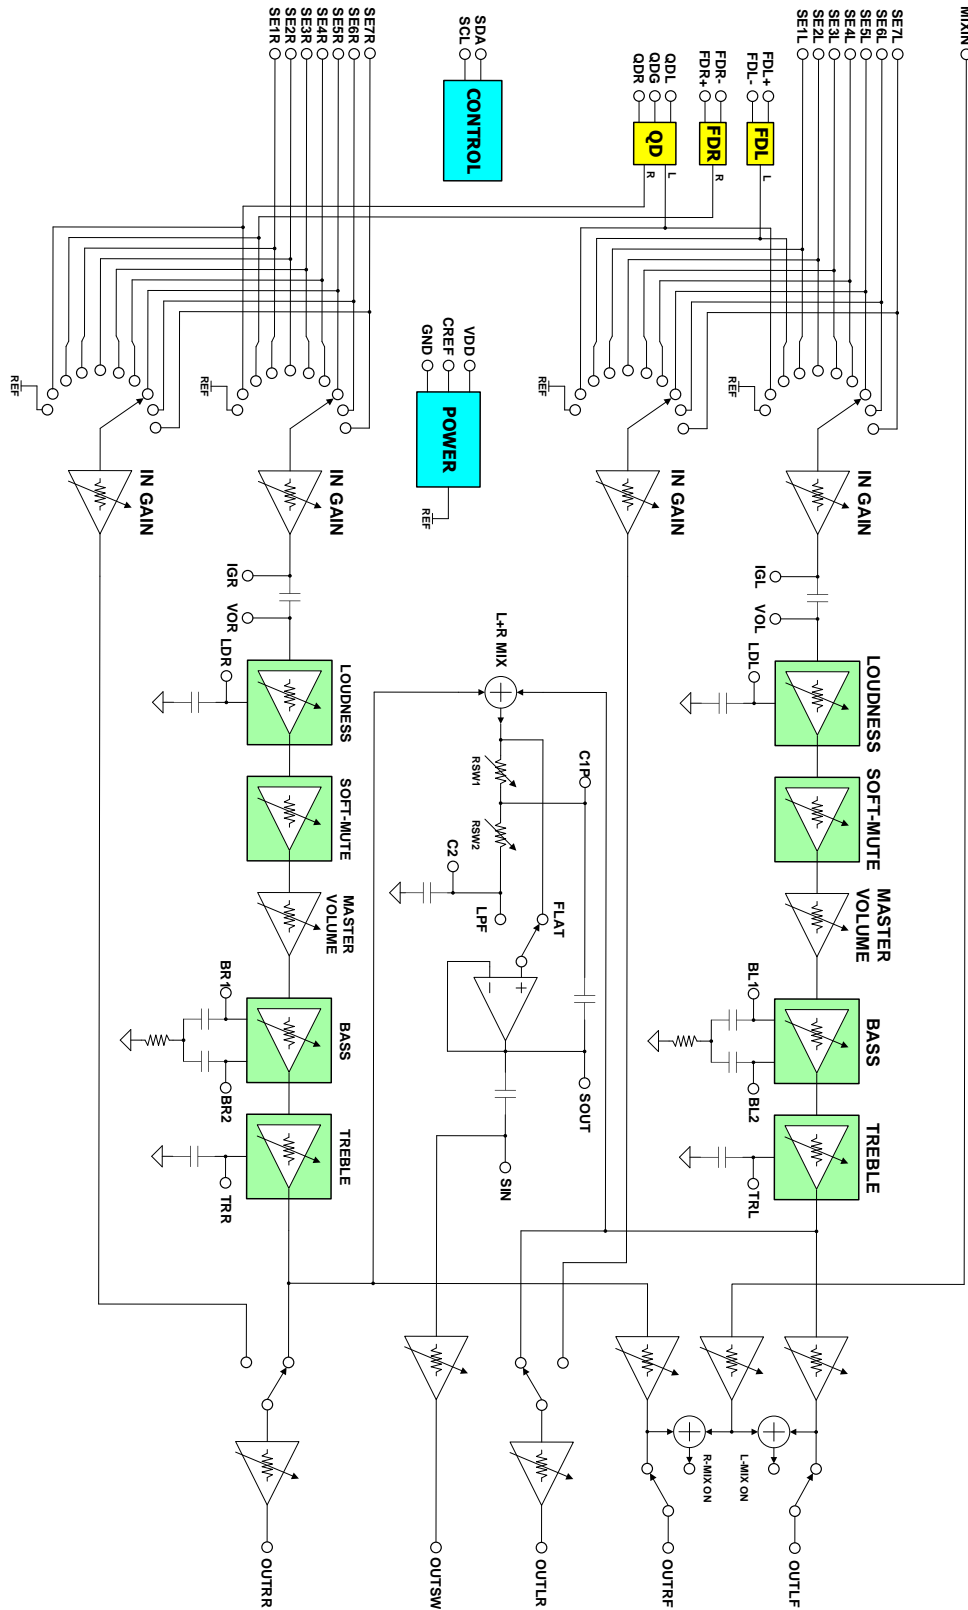 MIXIN
SE7L
SE6L
SE5L
SE4L
SE3L
SE2L
SE1L
FDL+
FDL-
FDL
L
FDR-
FDR+
FDR
R
QDL
QDG
QDR
QD
L
R
SDA
SCL
CONTROL
SE7R
SE6R
SE5R
SE4R
SE3R
SE2R
SE1R
REF
REF
REF
REF
VDD
CREF
GND
POWER
REF
IN GAIN
IN GAIN
IN GAIN
IN GAIN
IGL
VOL
LDL
LOUDNESS
SOFT-MUTE
MASTER
VOLUME
BL1
BASS
BL2
TREBLE
TRL
L+R MIX
RSW1
RSW2
C1P
C2
LPF
FLAT
SOUT
SIN
IGR
VOR
LDR
LOUDNESS
SOFT-MUTE
MASTER
VOLUME
BR1
BASS
BR2
TREBLE
TRR
L-MIX ON
R-MIX ON
OUTLF
OUTRF
OUTLR
OUTSW
OUTRR